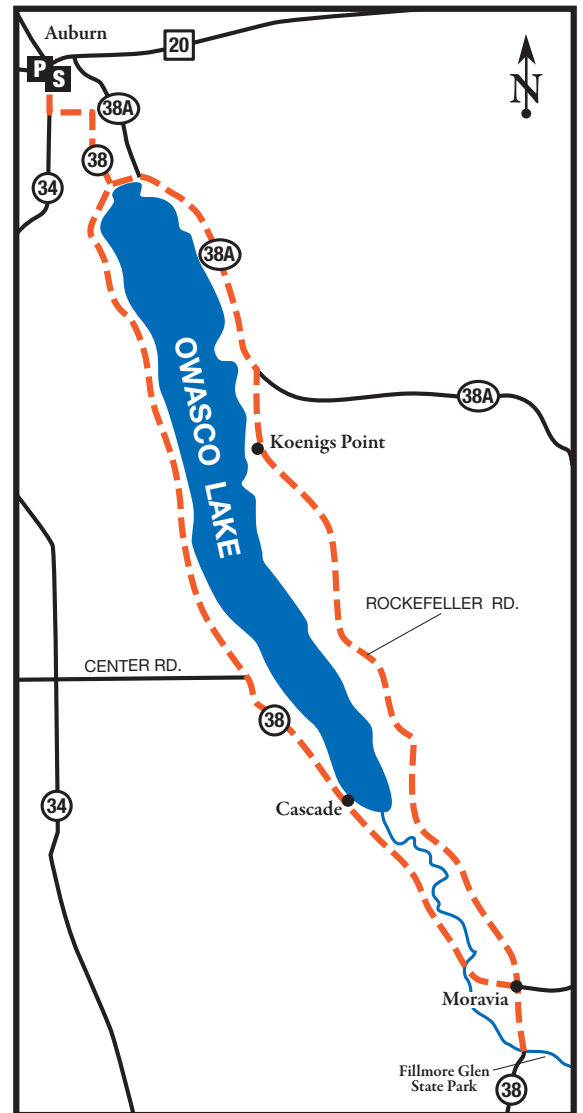 Auburn
20
P
S
N
38A
38
34
38A
OWASCO LAKE
38A
Koenigs Point
ROCKEFELLER RD.
CENTER RD.
38
34
Cascade
Moravia
Fillmore Glen
State Park
38